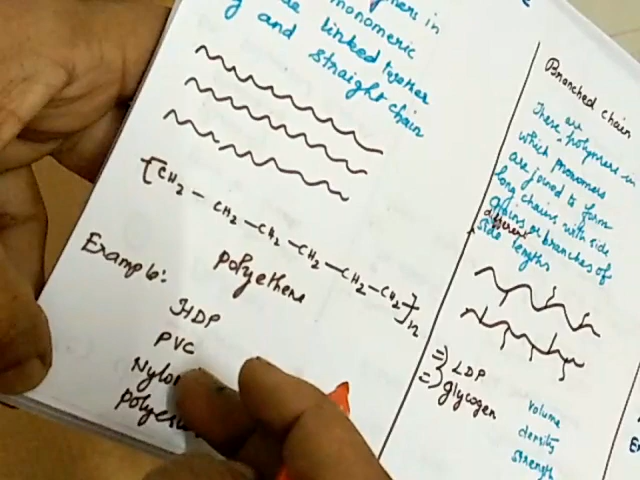 in
monomeric
linked together
and straight chain
[CH2 — CH2 — CH2 — CH2 — CH2 — CH2]n
polyethene
Example:
HDP
PVC
Branched chain
are
These polymers in
which monomers
are joined to form
long chains with side
chains or branches of
different
side lengths
=> LDP
=> glycogen
volume
density
strength